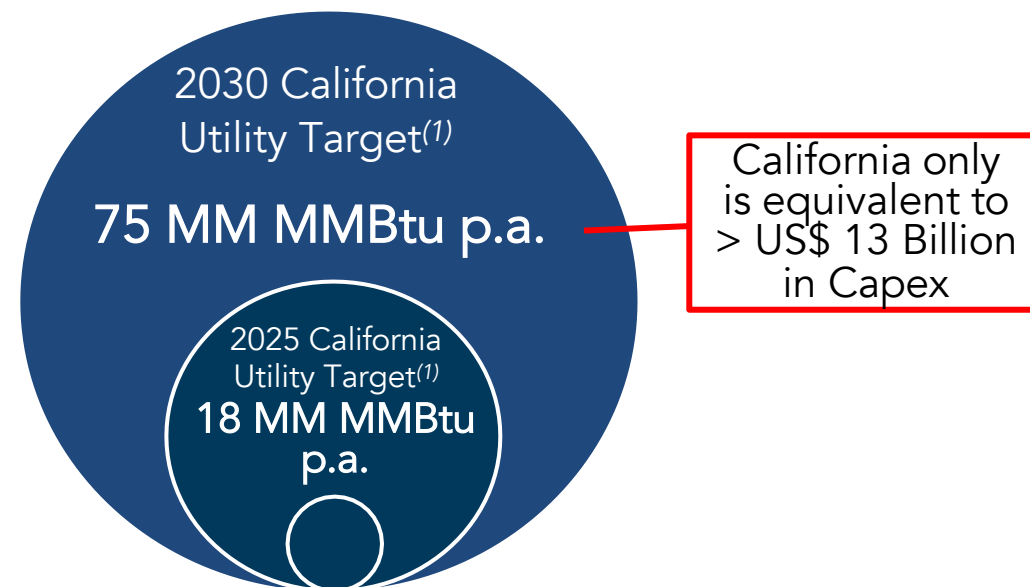 2030 California
Utility Target(1)
75 MM MMBtu p.a.
California only
is equivalent to
> US$ 13 Billion
in Capex
2025 California
Utility Target(1)
18 MM MMBtu
p.a.